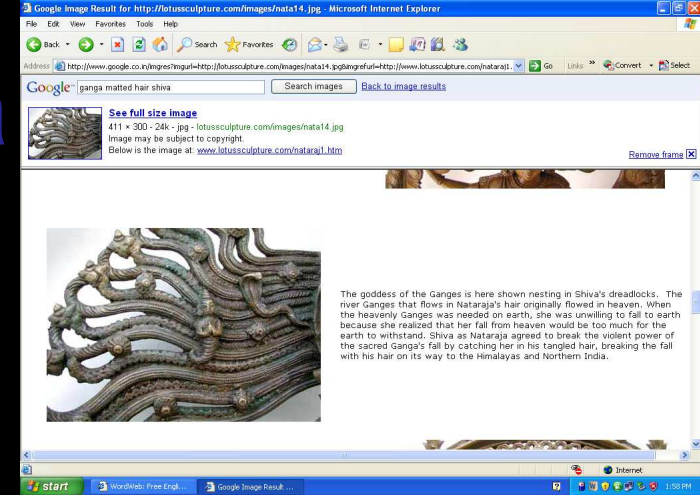 Google Image Result for http://lotussculpture.com/images/nata14.jpg - Microsoft Internet Explorer
File Edit View Favorites Tools Help
Back Search Favorites
Address http://www.google.co.in/imgres?imgurl=http://lotussculpture.com/images/nata14.jpg&imgrefurl=http://www.lotussculpture.com/nataraj1. Go Links » Convert Select
Google ganga matted hair shiva Search images Back to image results
See full size image
411 × 300 - 24k - jpg - lotussculpture.com/images/nata14.jpg
Image may be subject to copyright.
Below is the image at: www.lotussculpture.com/nataraj1.htm
Remove frame
The goddess of the Ganges is here shown nesting in Shiva's dreadlocks. The
river Ganges that flows in Nataraja's hair originally flowed in heaven. When
the heavenly Ganges was needed on earth, she was unwilling to fall to earth
because she realized that her fall from heaven would be too much for the
earth to withstand. Shiva as Nataraja agreed to break the violent power of
the sacred Ganga's fall by catching her in his tangled hair, breaking the fall
with his hair on its way to the Himalayas and Northern India.
Internet
start WordWeb: Free Engl... Google Image Result ... 1:58 PM